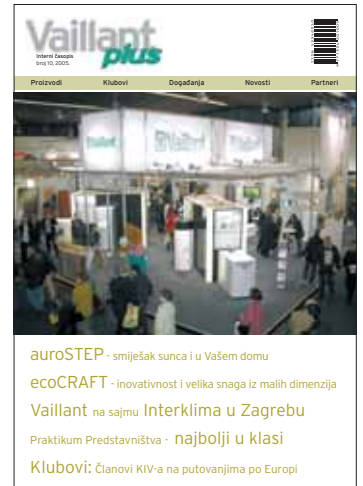 Vaillant
plus
Interni časopis
broj 10, 2005.
Proizvodi Klubovi Događanja Novosti Partneri
Vaillant
Vaillant
auroSTEP - smiješak sunca i u Vašem domu
ecoCRAFT - inovativnost i velika snaga iz malih dimenzija
Vaillant na sajmu Interklima u Zagrebu
Praktikum Predstavništva - najbolji u klasi
Klubovi: Članovi KIV-a na putovanjima po Europi